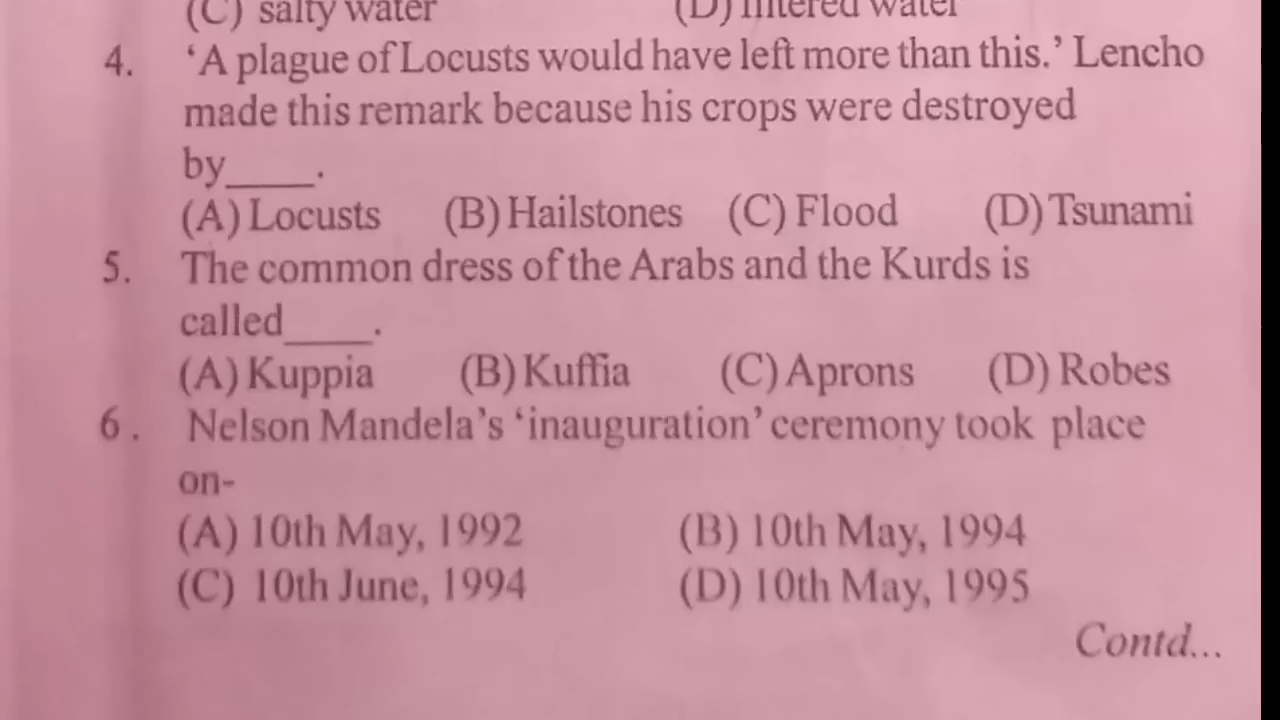 (C) salty water (D) filtered water
4. ‘A plague of Locusts would have left more than this.’ Lencho
made this remark because his crops were destroyed
by____.
(A) Locusts (B) Hailstones (C) Flood (D) Tsunami
5. The common dress of the Arabs and the Kurds is
called____.
(A) Kuppia (B) Kuffia (C) Aprons (D) Robes
6. Nelson Mandela’s ‘inauguration’ ceremony took place
on-
(A) 10th May, 1992 (B) 10th May, 1994
(C) 10th June, 1994 (D) 10th May, 1995
Contd...